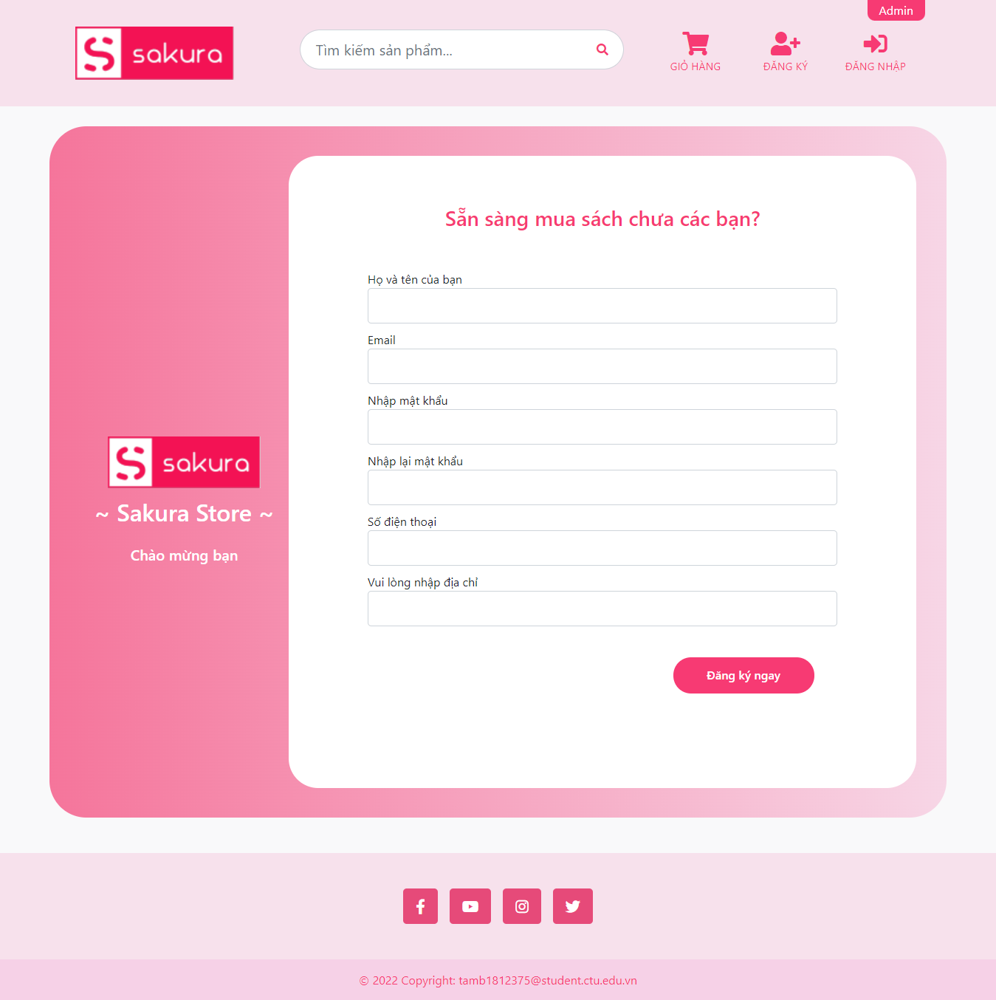 Admin
sakura
Tìm kiếm sản phẩm...
GIỎ HÀNG
ĐĂNG KÝ
ĐĂNG NHẬP
sakura
~ Sakura Store ~
Chào mừng bạn
Sẵn sàng mua sách chưa các bạn?
Họ và tên của bạn
Email
Nhập mật khẩu
Nhập lại mật khẩu
Số điện thoại
Vui lòng nhập địa chỉ
Đăng ký ngay
© 2022 Copyright: tamb1812375@student.ctu.edu.vn